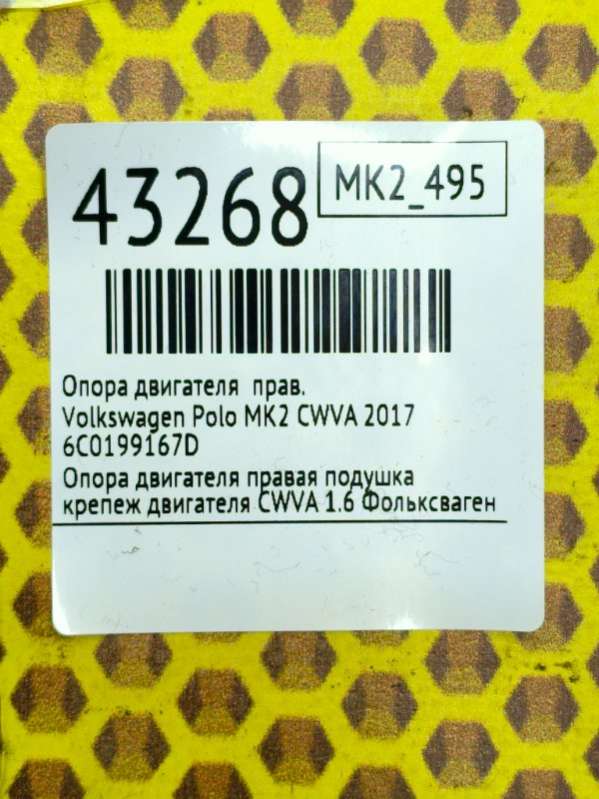 43268
MK2_495
Опора двигателя прав.
Volkswagen Polo MK2 CWVA 2017
6C0199167D
Опора двигателя правая подушка
крепеж двигателя CWVA 1.6 Фольксваген